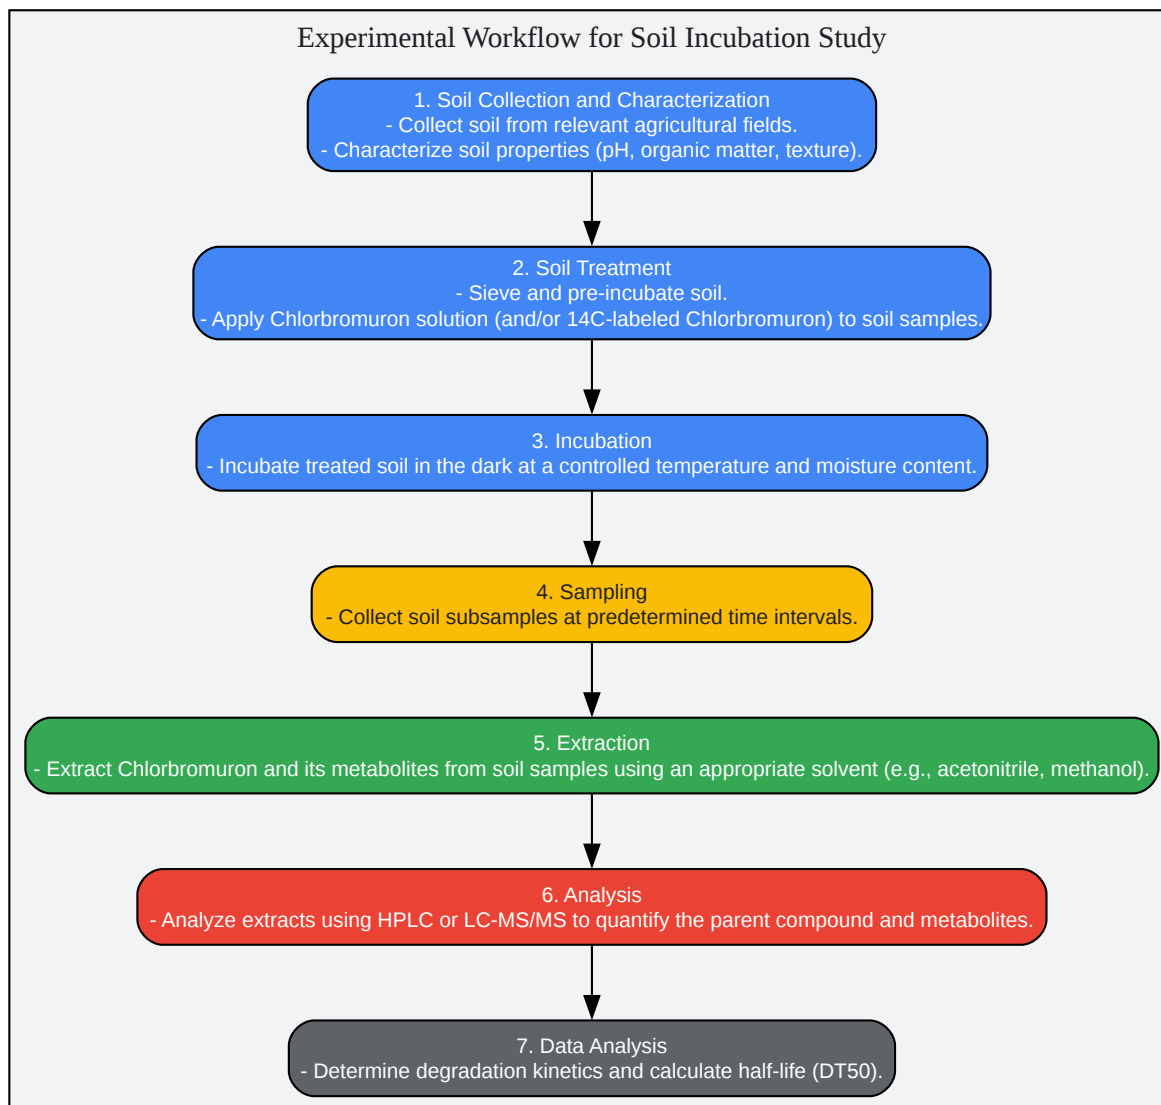 Experimental Workflow for Soil Incubation Study
1. Soil Collection and Characterization
- Collect soil from relevant agricultural fields.
- Characterize soil properties (pH, organic matter, texture).
2. Soil Treatment
- Sieve and pre-incubate soil.
- Apply Chlorbromuron solution (and/or 14C-labeled Chlorbromuron) to soil samples.
3. Incubation
- Incubate treated soil in the dark at a controlled temperature and moisture content.
4. Sampling
- Collect soil subsamples at predetermined time intervals.
5. Extraction
- Extract Chlorbromuron and its metabolites from soil samples using an appropriate solvent (e.g., acetonitrile, methanol).
6. Analysis
- Analyze extracts using HPLC or LC-MS/MS to quantify the parent compound and metabolites.
7. Data Analysis
- Determine degradation kinetics and calculate half-life (DT50).